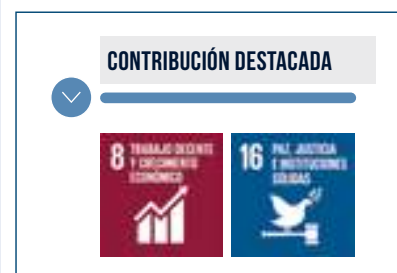 CONTRIBUCIÓN DESTACADA
8 TRABAJO DECENTE
Y CRECIMIENTO
ECONÓMICO
16 PAZ, JUSTICIA
E INSTITUCIONES
SÓLIDAS